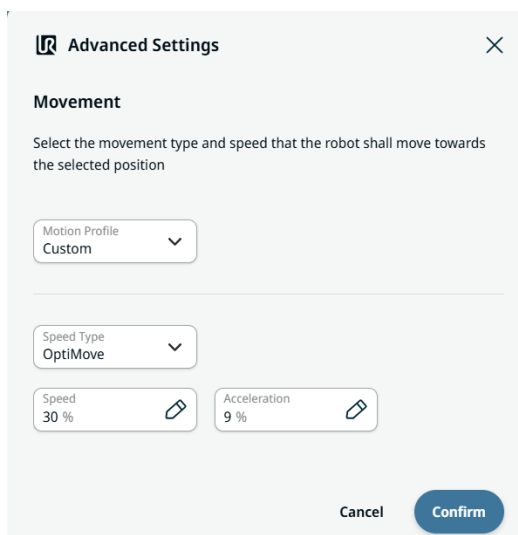 UR Advanced Settings
Movement
Select the movement type and speed that the robot shall move towards
the selected position
Motion Profile
Custom
Speed Type
OptiMove
Speed
30 %
Acceleration
9 %
Cancel
Confirm